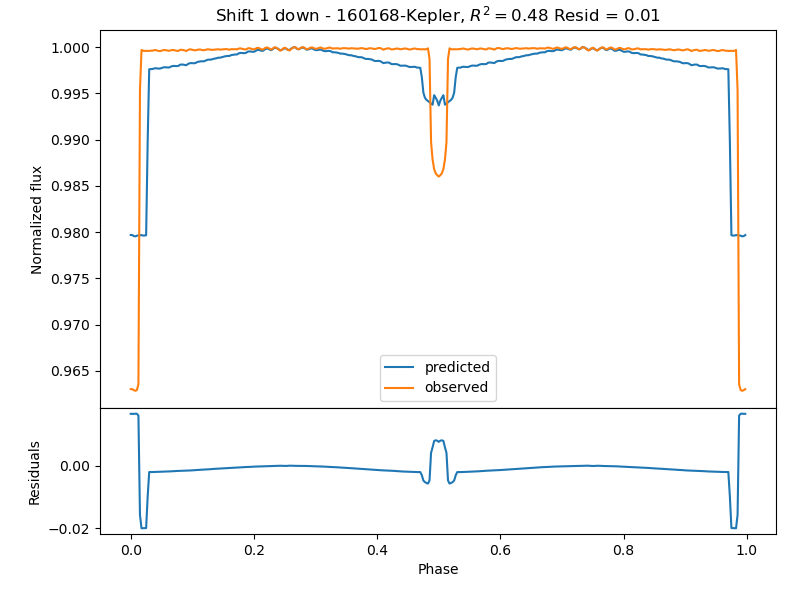 Shift 1 down - 160168-Kepler, $R^2 = 0.48$ Resid = 0.01
1.000
0.995
0.990
0.985
0.980
0.975
0.970
0.965
Normalized flux
predicted
observed
0.00
−0.02
Residuals
0.0 0.2 0.4 0.6 0.8 1.0
Phase